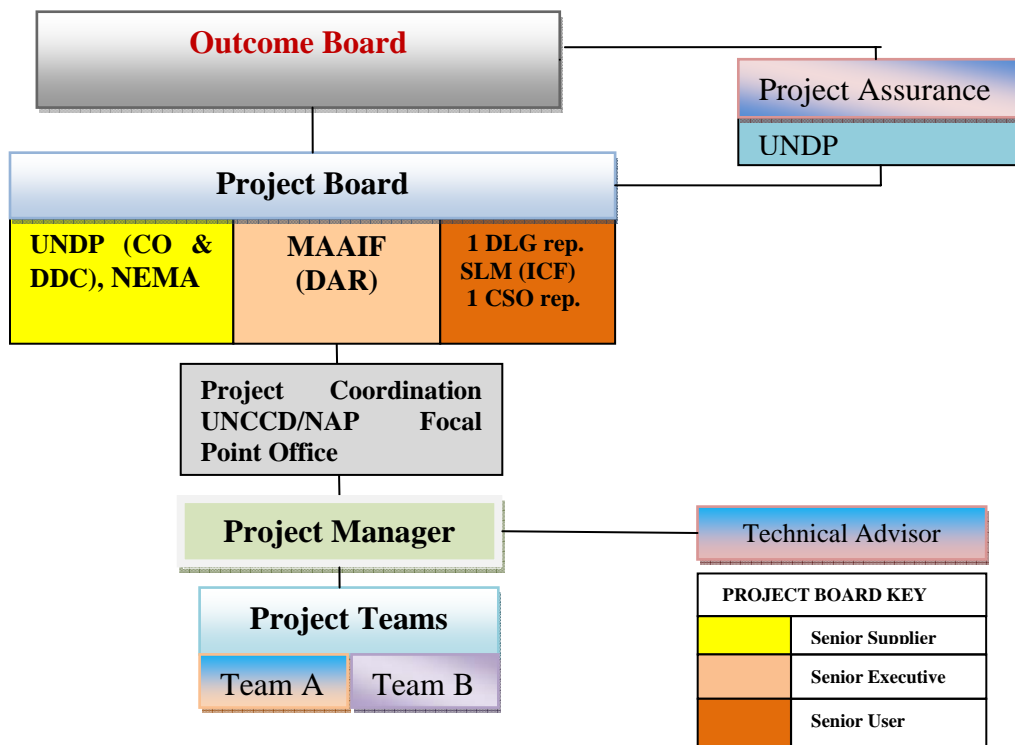 Outcome Board
Project Assurance
UNDP
Project Board
UNDP (CO &
DDC), NEMA
MAAIF
(DAR)
1 DLG rep.
SLM (ICF)
1 CSO rep.
Project Coordination
UNCCD/NAP Focal
Point Office
Project Manager
Technical Advisor
Project Teams
Team A
Team B
PROJECT BOARD KEY
Senior Supplier
Senior Executive
Senior User